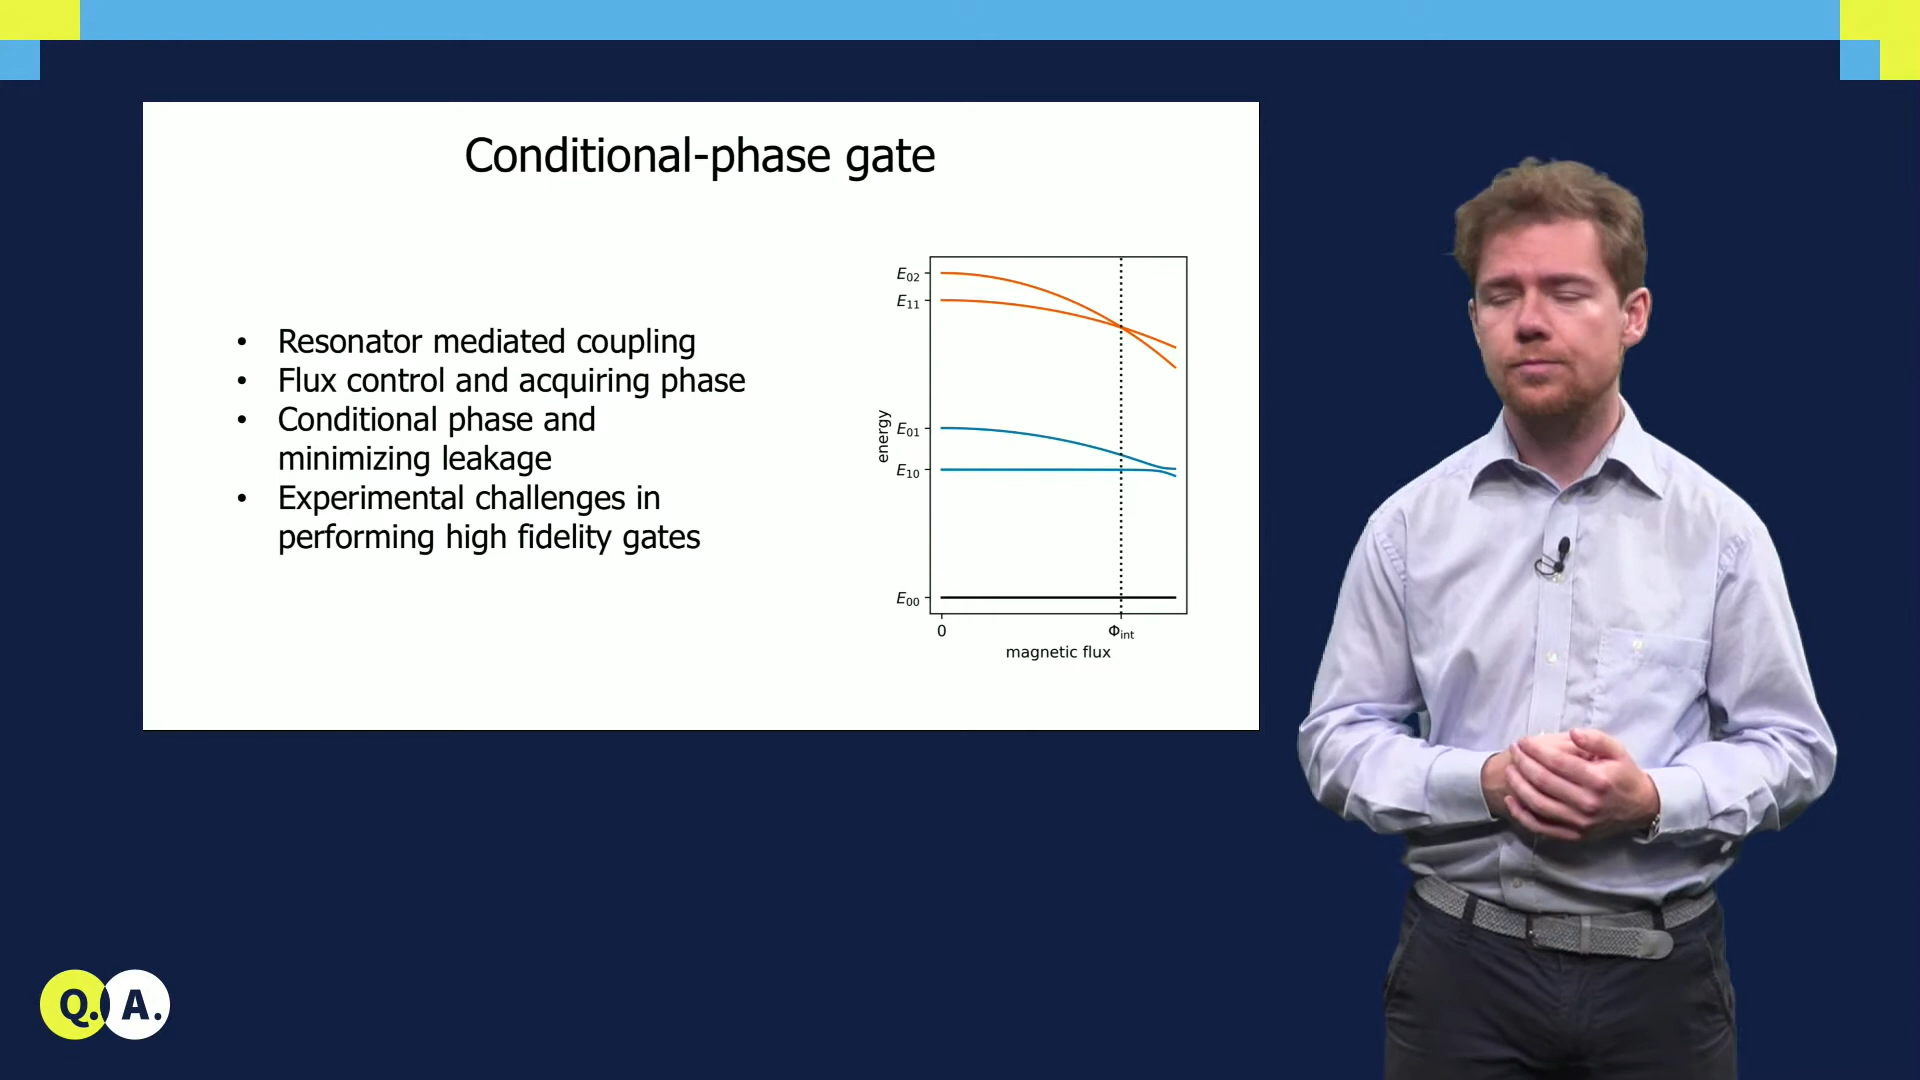 Conditional-phase gate
• Resonator mediated coupling
• Flux control and acquiring phase
• Conditional phase and
minimizing leakage
• Experimental challenges in
performing high fidelity gates
E₀₂
E₁₁
E₀₁
E₁₀
E₀₀
energy
0
Φint
magnetic flux
Q. A.